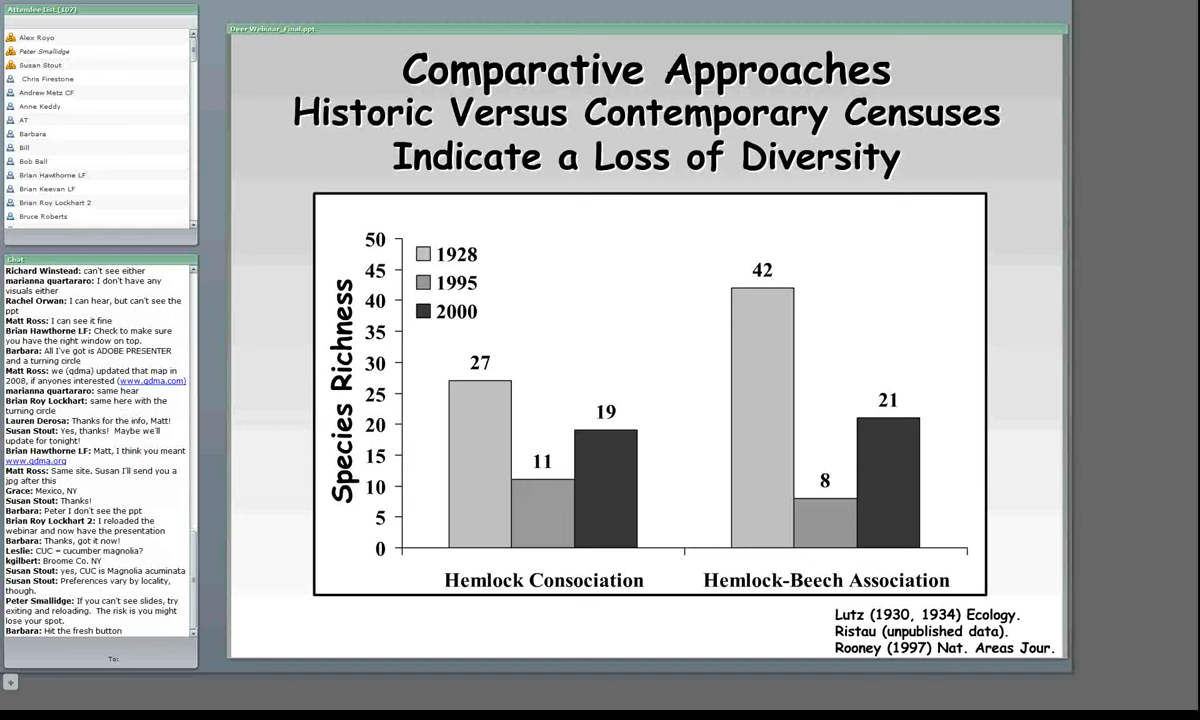 Attendee List (107)
Alex Royo
Peter Smallidge
Susan Stout
Chris Firestone
Andrew Metz CF
Anne Keddy
AT
Barbara
Bill
Bob Ball
Brian Hawthorne LF
Brian Keevan LF
Brian Roy Lockhart 2
Bruce Roberts
Chat
Richard Winstead: can't see either
marianna quartararo: I don't have any
visuals either
Rachel Orwan: I can hear, but can't see the
ppt
Matt Ross: I can see it fine
Brian Hawthorne LF: Check to make sure
you have the right window on top.
Barbara: All I've got is ADOBE PRESENTER
and a turning circle
Matt Ross: we (qdma) updated that map in
2008, if anyones interested (www.qdma.com)
marianna quartararo: same hear
Brian Roy Lockhart: same here with the
turning circle
Lauren Derosa: Thanks for the info, Matt!
Susan Stout: Yes, thanks! Maybe we'll
update for tonight!
Brian Hawthorne LF: Matt, I think you meant
www.qdma.org
Matt Ross: Same site. Susan I'll send you a
jpg after this
Grace: Mexico, NY
Susan Stout: Thanks!
Barbara: Peter I don't see the ppt
Brian Roy Lockhart 2: I reloaded the
webinar and now have the presentation
Barbara: Thanks, got it now!
Leslie: CUC = cucumber magnolia?
kgilbert: Broome Co. NY
Susan Stout: yes, CUC is Magnolia acuminata
Susan Stout: Preferences vary by locality,
though.
Peter Smallidge: If you can't see slides, try
exiting and reloading. The risk is you might
lose your spot.
Barbara: Hit the fresh button
To:
Deer Webinar_Final.ppt
Comparative Approaches
Historic Versus Contemporary Censuses
Indicate a Loss of Diversity
Species Richness
50
45
40
35
30
25
20
15
10
5
0
1928
1995
2000
27
11
19
42
8
21
Hemlock Consociation
Hemlock-Beech Association
Lutz (1930, 1934) Ecology.
Ristau (unpublished data).
Rooney (1997) Nat. Areas Jour.